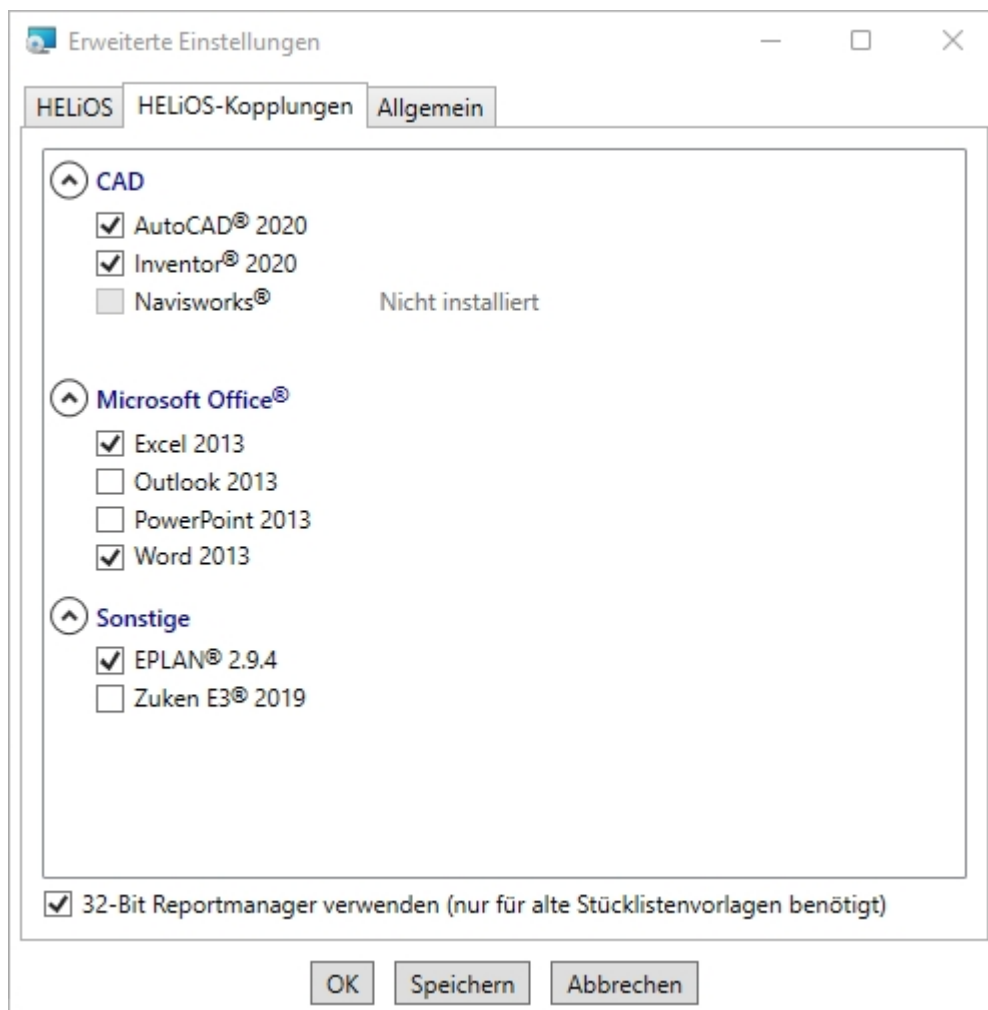 Erweiterte Einstellungen
HELiOS HELiOS-Kopplungen Allgemein
CAD
AutoCAD® 2020
Inventor® 2020
Navisworks® Nicht installiert
Microsoft Office®
Excel 2013
Outlook 2013
PowerPoint 2013
Word 2013
Sonstige
EPLAN® 2.9.4
Zuken E3® 2019
32-Bit Reportmanager verwenden (nur für alte Stücklistenvorlagen benötigt)
OK Speichern Abbrechen